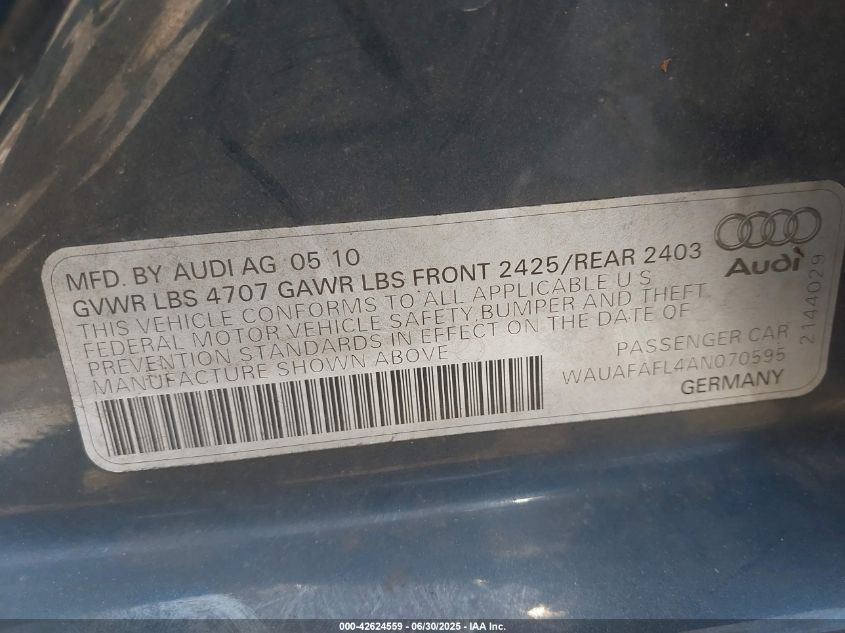 MFD. BY AUDI AG 05 10
GVWR LBS 4707 GAWR LBS FRONT 2425/REAR 2403
THIS VEHICLE CONFORMS TO ALL APPLICABLE U S
FEDERAL MOTOR VEHICLE SAFETY, BUMPER AND THEFT
PREVENTION STANDARDS IN EFFECT ON THE DATE OF
MANUFACTURE SHOWN ABOVE
Audi
2144029
PASSENGER CAR
WAUAFAFL4AN070595
GERMANY
000-42624559 — 06/30/2025 — IAA Inc.